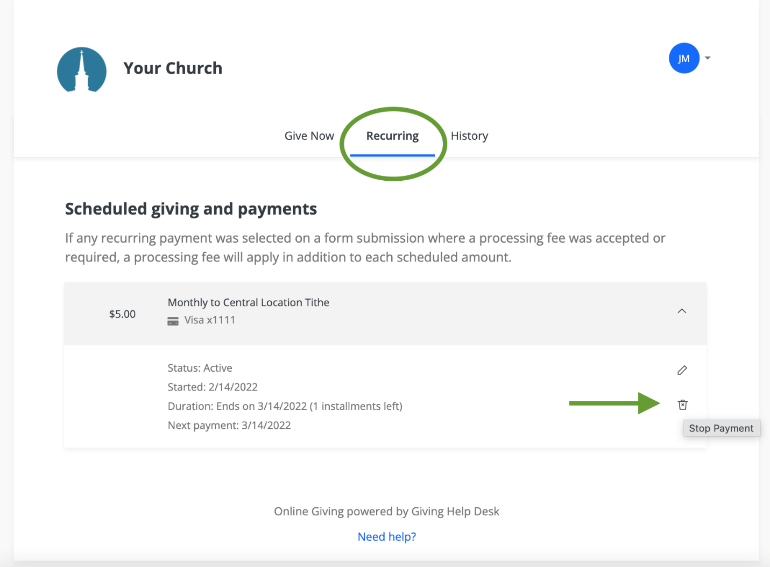 Your Church
JM
Give Now
Recurring
History
Scheduled giving and payments
If any recurring payment was selected on a form submission where a processing fee was accepted or
required, a processing fee will apply in addition to each scheduled amount.
$5.00
Monthly to Central Location Tithe
Visa x1111
Status: Active
Started: 2/14/2022
Duration: Ends on 3/14/2022 (1 installments left)
Next payment: 3/14/2022
Stop Payment
Online Giving powered by Giving Help Desk
Need help?